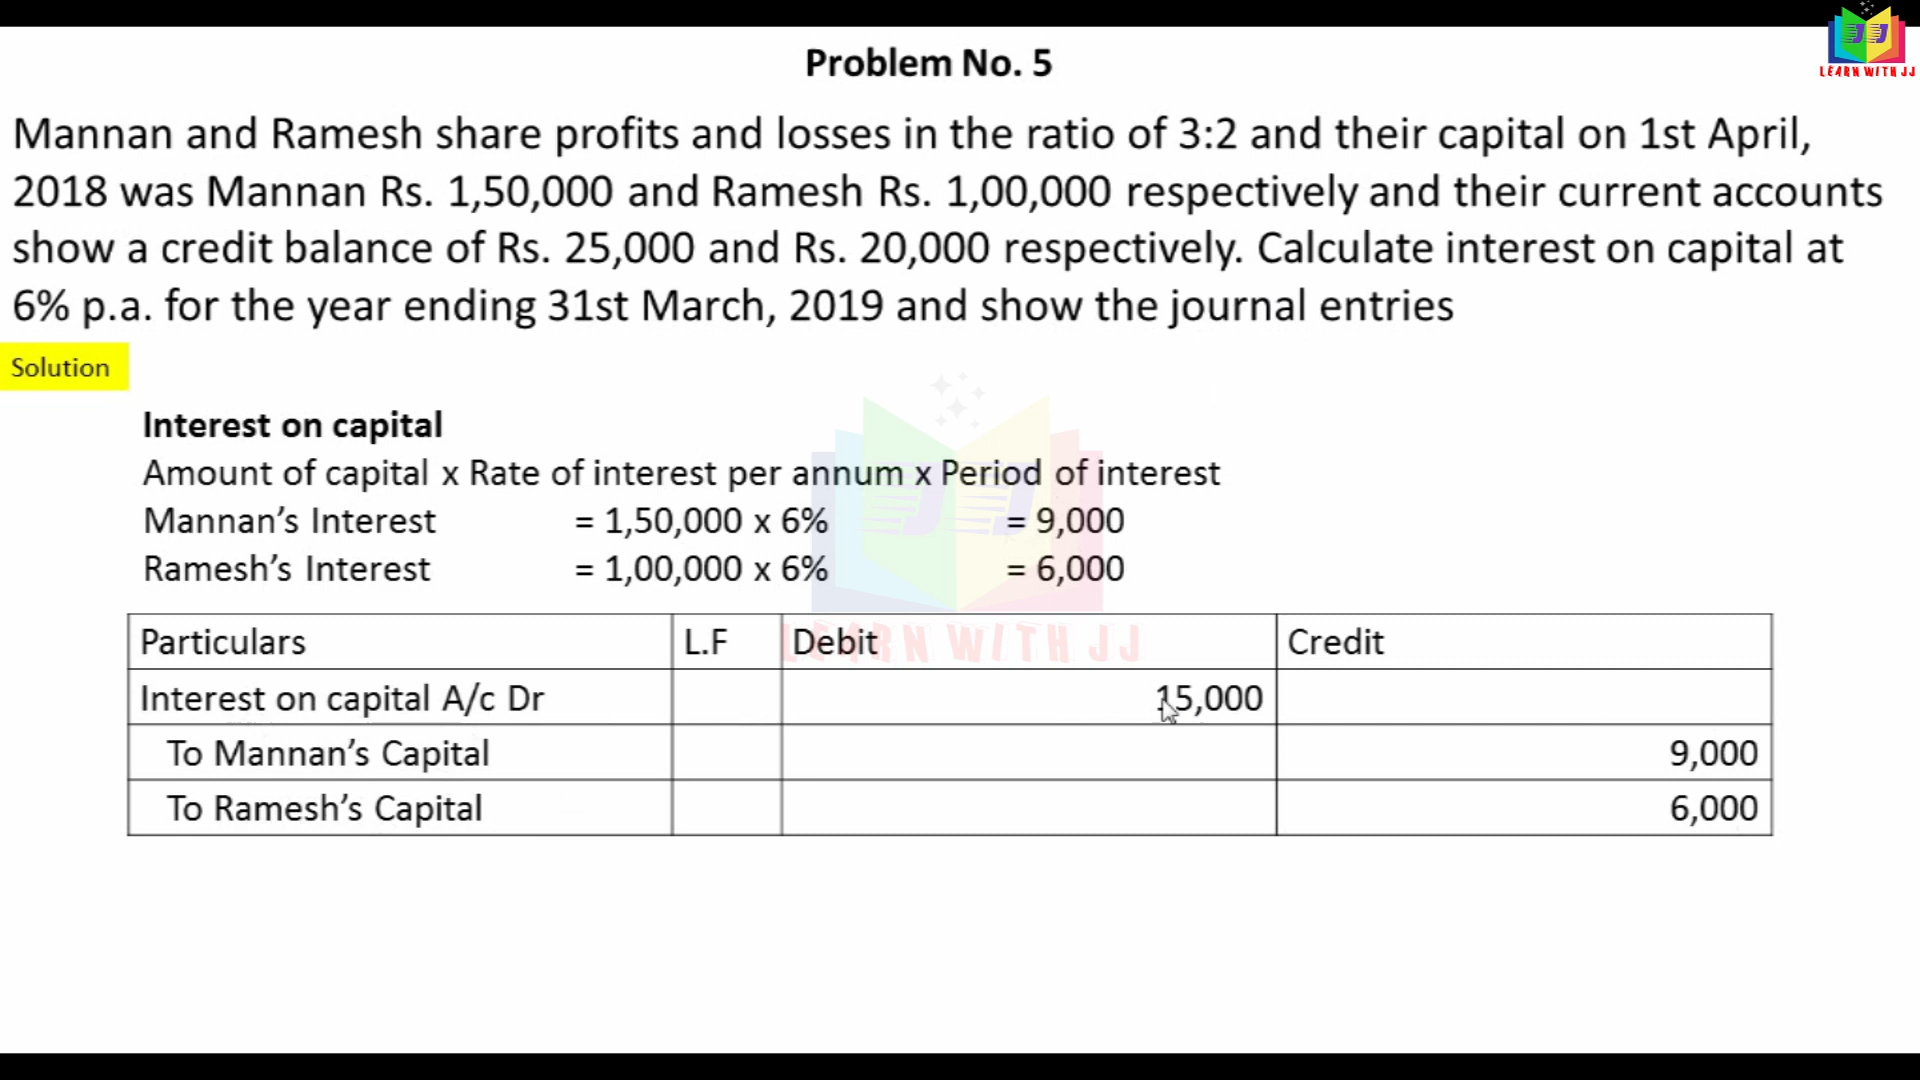 LEARN WITH JJ
Problem No. 5
Mannan and Ramesh share profits and losses in the ratio of 3:2 and their capital on 1st April,
2018 was Mannan Rs. 1,50,000 and Ramesh Rs. 1,00,000 respectively and their current accounts
show a credit balance of Rs. 25,000 and Rs. 20,000 respectively. Calculate interest on capital at
6% p.a. for the year ending 31st March, 2019 and show the journal entries
Solution
Interest on capital
Amount of capital x Rate of interest per annum x Period of interest
Mannan’s Interest = 1,50,000 x 6% = 9,000
Ramesh’s Interest = 1,00,000 x 6% = 6,000
LEARN WITH JJ
Particulars L.F Debit Credit
Interest on capital A/c Dr 15,000
To Mannan’s Capital 9,000
To Ramesh’s Capital 6,000